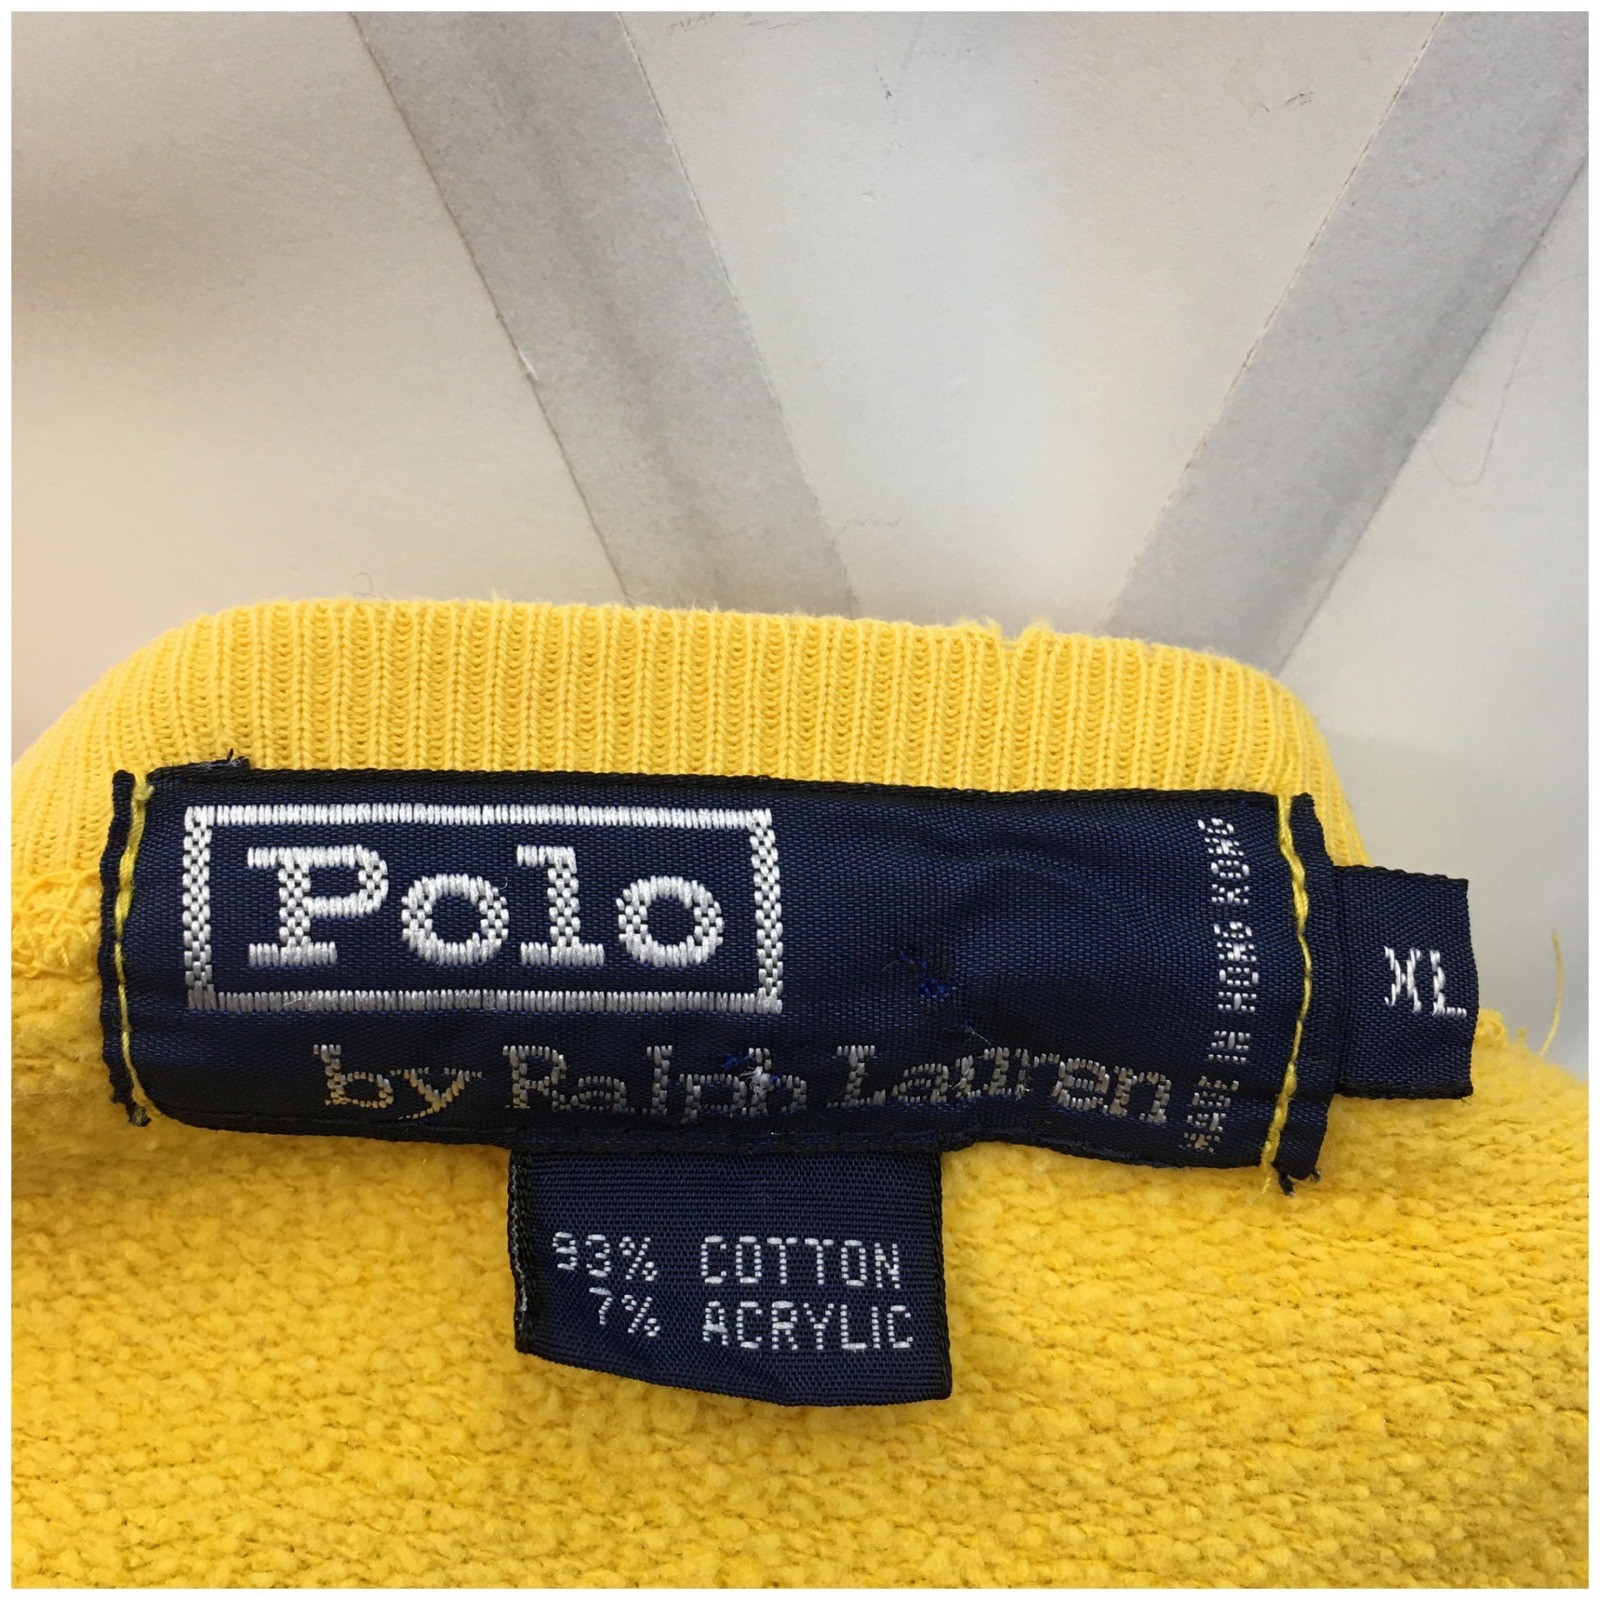 Polo
by Ralph Lauren
MADE IN HONG KONG
XL
93% COTTON
7% ACRYLIC